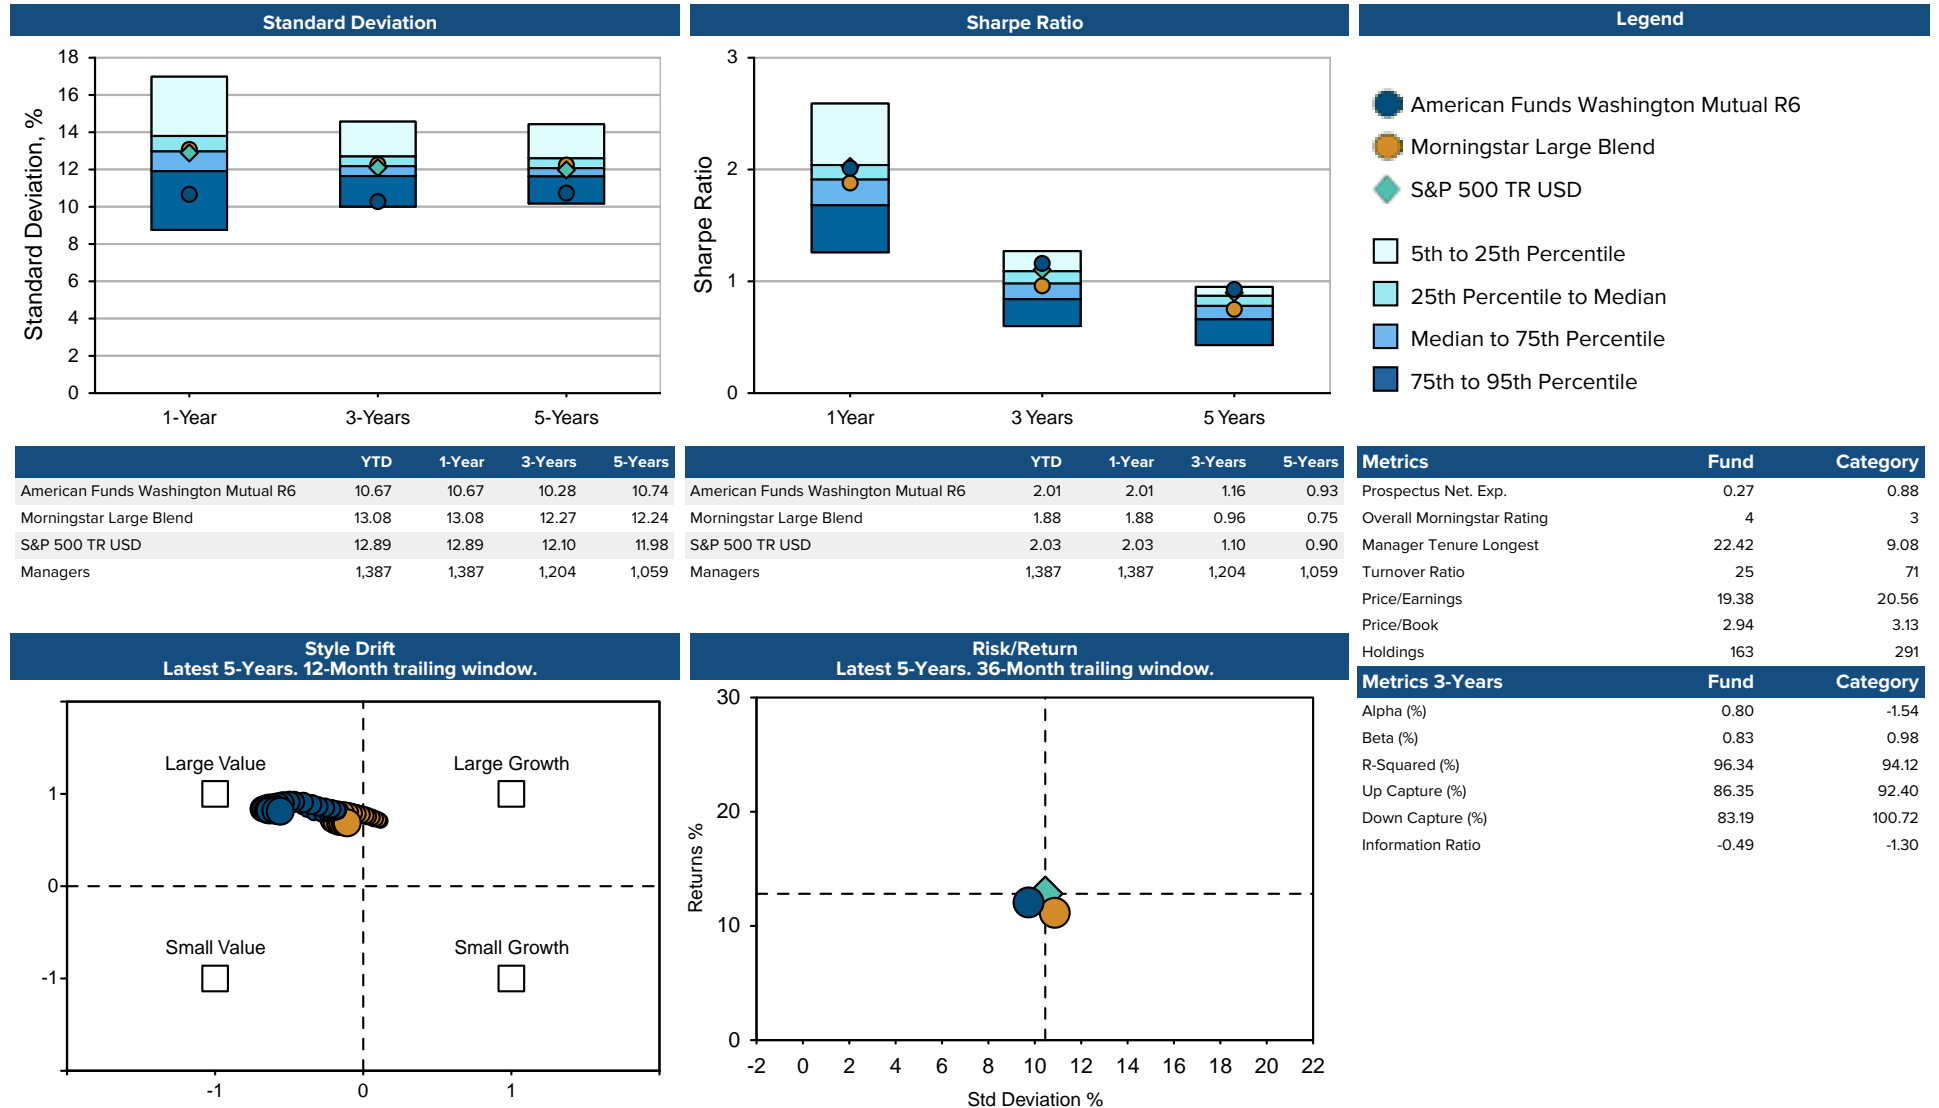 Standard Deviation
18
16
14
12
10
8
6
4
2
0
Standard Deviation, %
1-Year 3-Years 5-Years
Sharpe Ratio
3
2
1
0
Sharpe Ratio
1Year 3 Years 5 Years
Legend
American Funds Washington Mutual R6
Morningstar Large Blend
S&P 500 TR USD
5th to 25th Percentile
25th Percentile to Median
Median to 75th Percentile
75th to 95th Percentile
YTD 1-Year 3-Years 5-Years
American Funds Washington Mutual R6 10.67 10.67 10.28 10.74
Morningstar Large Blend 13.08 13.08 12.27 12.24
S&P 500 TR USD 12.89 12.89 12.10 11.98
Managers 1,387 1,387 1,204 1,059
YTD 1-Year 3-Years 5-Years
American Funds Washington Mutual R6 2.01 2.01 1.16 0.93
Morningstar Large Blend 1.88 1.88 0.96 0.75
S&P 500 TR USD 2.03 2.03 1.10 0.90
Managers 1,387 1,387 1,204 1,059
Metrics Fund Category
Prospectus Net. Exp. 0.27 0.88
Overall Morningstar Rating 4 3
Manager Tenure Longest 22.42 9.08
Turnover Ratio 25 71
Price/Earnings 19.38 20.56
Price/Book 2.94 3.13
Holdings 163 291
Metrics 3-Years Fund Category
Alpha (%) 0.80 -1.54
Beta (%) 0.83 0.98
R-Squared (%) 96.34 94.12
Up Capture (%) 86.35 92.40
Down Capture (%) 83.19 100.72
Information Ratio -0.49 -1.30
Style Drift
Latest 5-Years. 12-Month trailing window.
Large Value Large Growth
1
0
Small Value Small Growth
-1
-1 0 1
Risk/Return
Latest 5-Years. 36-Month trailing window.
30
20
10
0
Returns %
-2 0 2 4 6 8 10 12 14 16 18 20 22
Std Deviation %